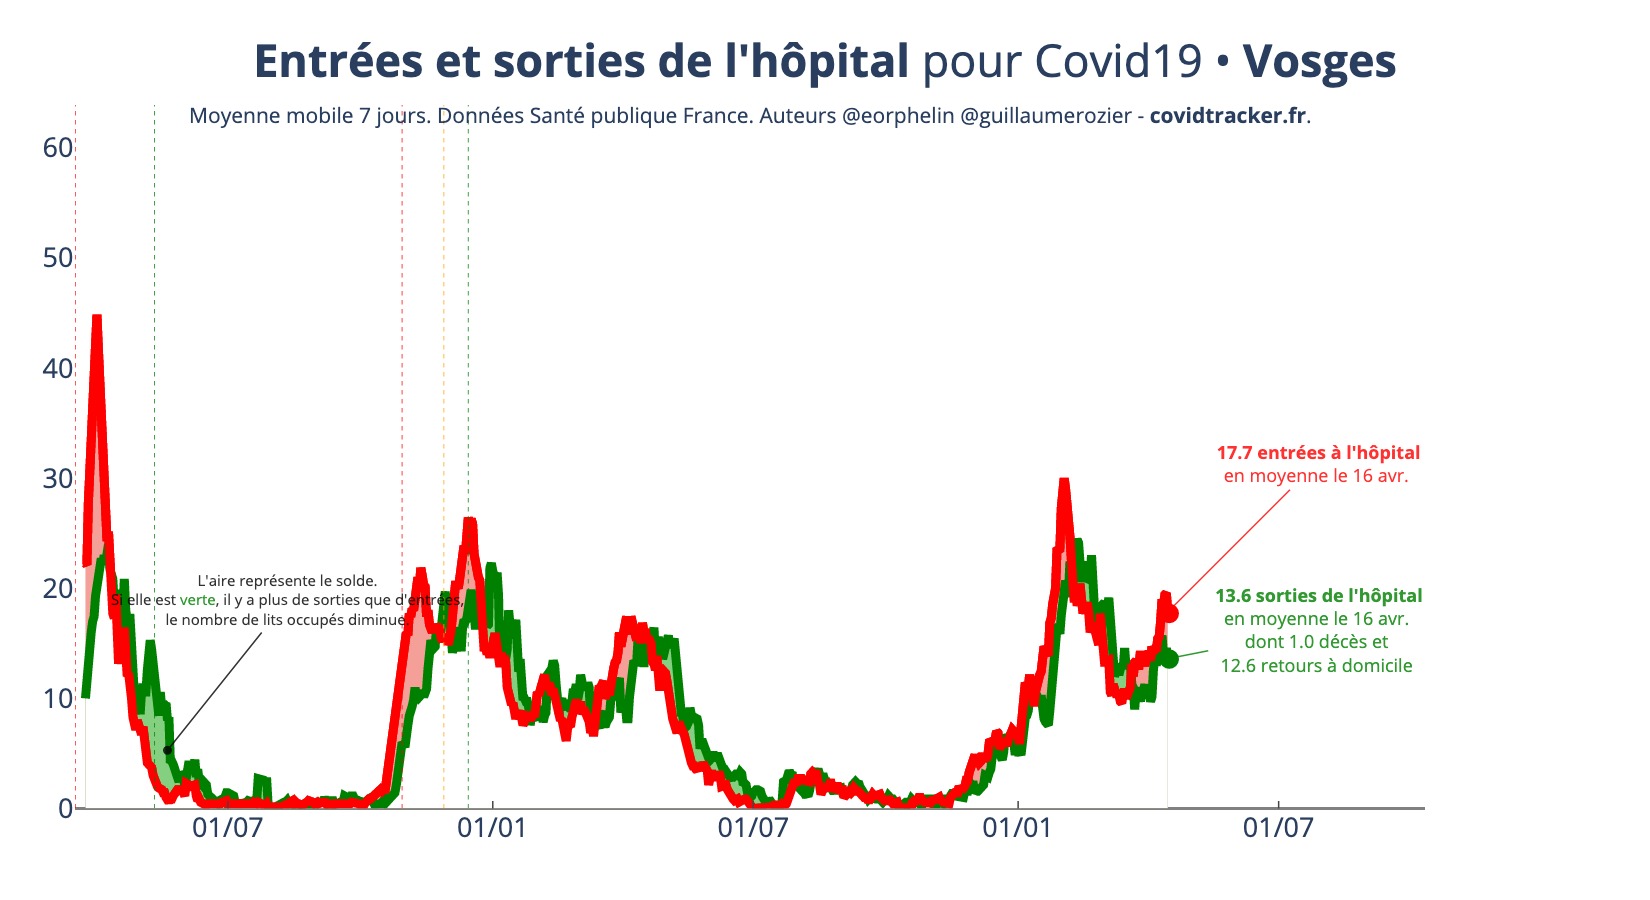 Entrées et sorties de l'hôpital pour Covid19 • Vosges
Moyenne mobile 7 jours. Données Santé publique France. Auteurs @eorphelin @guillaumerozier - covidtracker.fr.
60
50
40
30
20
10
0
L'aire représente le solde.
Si elle est verte, il y a plus de sorties que d'entrées,
le nombre de lits occupés diminue.
17.7 entrées à l'hôpital
en moyenne le 16 avr.
13.6 sorties de l'hôpital
en moyenne le 16 avr.
dont 1.0 décès et
12.6 retours à domicile
01/07
01/01
01/07
01/01
01/07